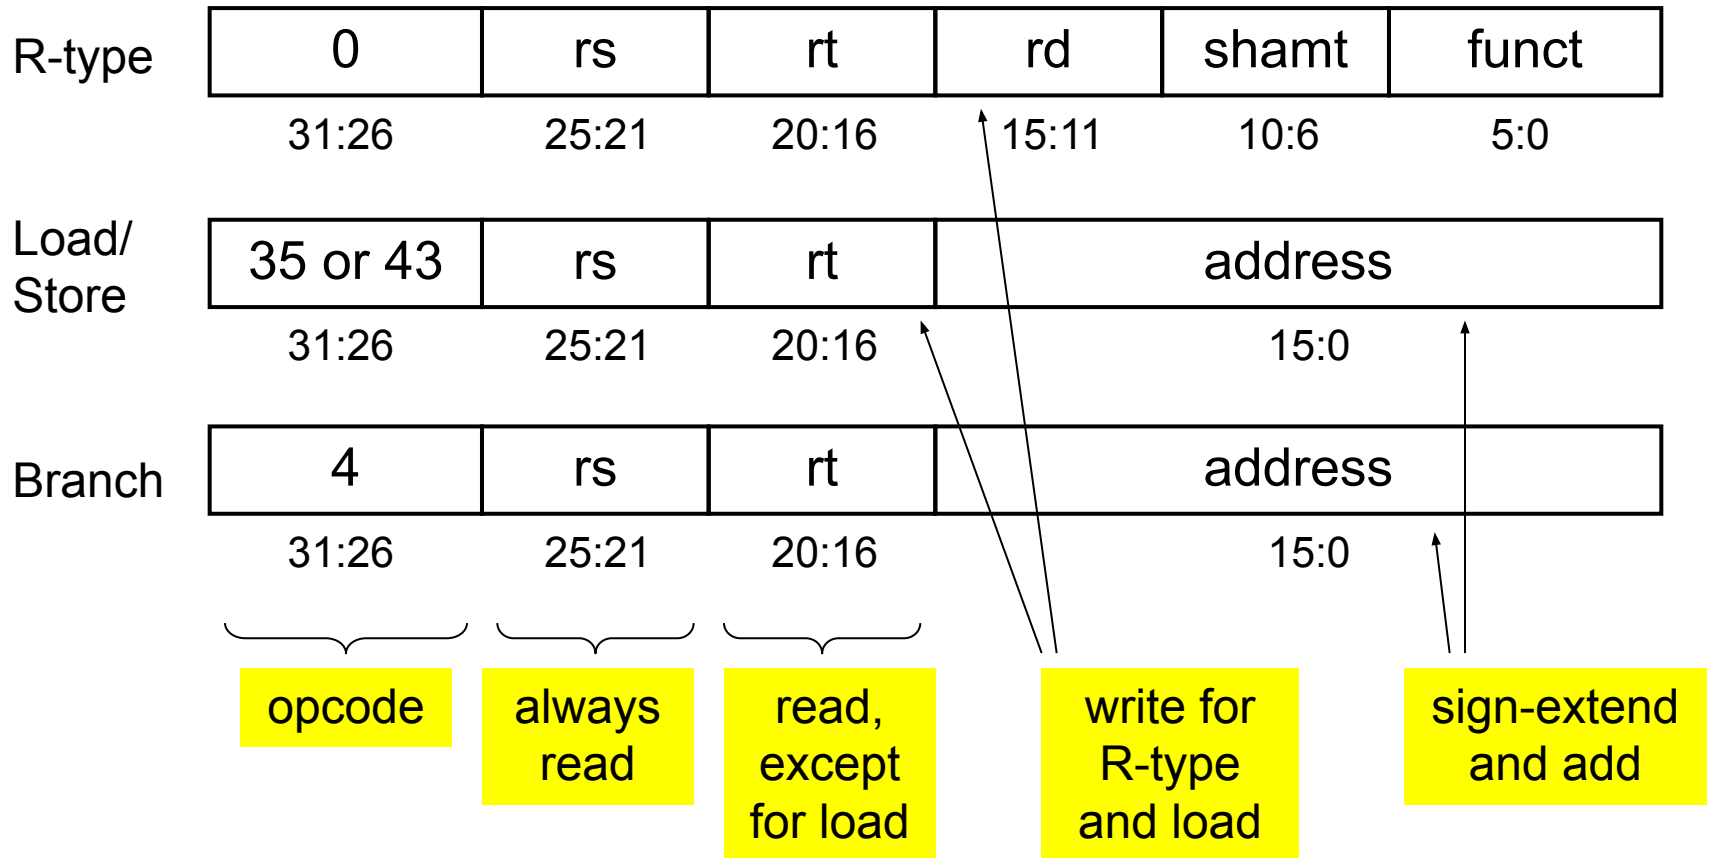 R-type 0 rs rt rd shamt funct
31:26 25:21 20:16 15:11 10:6 5:0
Load/
Store
35 or 43 rs rt address
31:26 25:21 20:16 15:0
Branch 4 rs rt address
31:26 25:21 20:16 15:0
opcode
always
read
read,
except
for load
write for
R-type
and load
sign-extend
and add